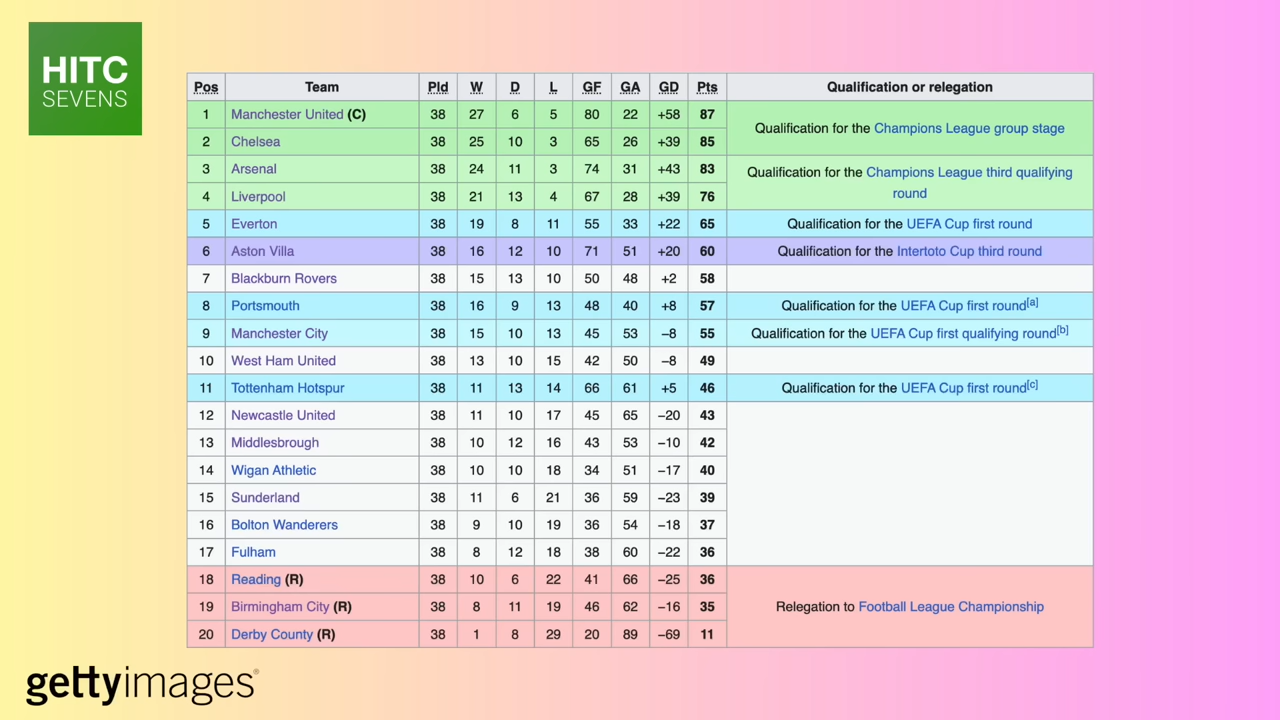 HITC
SEVENS
Pos Team Pld W D L GF GA GD Pts Qualification or relegation
1 Manchester United (C) 38 27 6 5 80 22 +58 87
Qualification for the Champions League group stage
2 Chelsea 38 25 10 3 65 26 +39 85
3 Arsenal 38 24 11 3 74 31 +43 83
Qualification for the Champions League third qualifying
round
4 Liverpool 38 21 13 4 67 28 +39 76
5 Everton 38 19 8 11 55 33 +22 65 Qualification for the UEFA Cup first round
6 Aston Villa 38 16 12 10 71 51 +20 60 Qualification for the Intertoto Cup third round
7 Blackburn Rovers 38 15 13 10 50 48 +2 58
8 Portsmouth 38 16 9 13 48 40 +8 57 Qualification for the UEFA Cup first round[a]
9 Manchester City 38 15 10 13 45 53 −8 55 Qualification for the UEFA Cup first qualifying round[b]
10 West Ham United 38 13 10 15 42 50 −8 49
11 Tottenham Hotspur 38 11 13 14 66 61 +5 46 Qualification for the UEFA Cup first round[c]
12 Newcastle United 38 11 10 17 45 65 −20 43
13 Middlesbrough 38 10 12 16 43 53 −10 42
14 Wigan Athletic 38 10 10 18 34 51 −17 40
15 Sunderland 38 11 6 21 36 59 −23 39
16 Bolton Wanderers 38 9 10 19 36 54 −18 37
17 Fulham 38 8 12 18 38 60 −22 36
18 Reading (R) 38 10 6 22 41 66 −25 36
19 Birmingham City (R) 38 8 11 19 46 62 −16 35 Relegation to Football League Championship
20 Derby County (R) 38 1 8 29 20 89 −69 11
gettyimages®